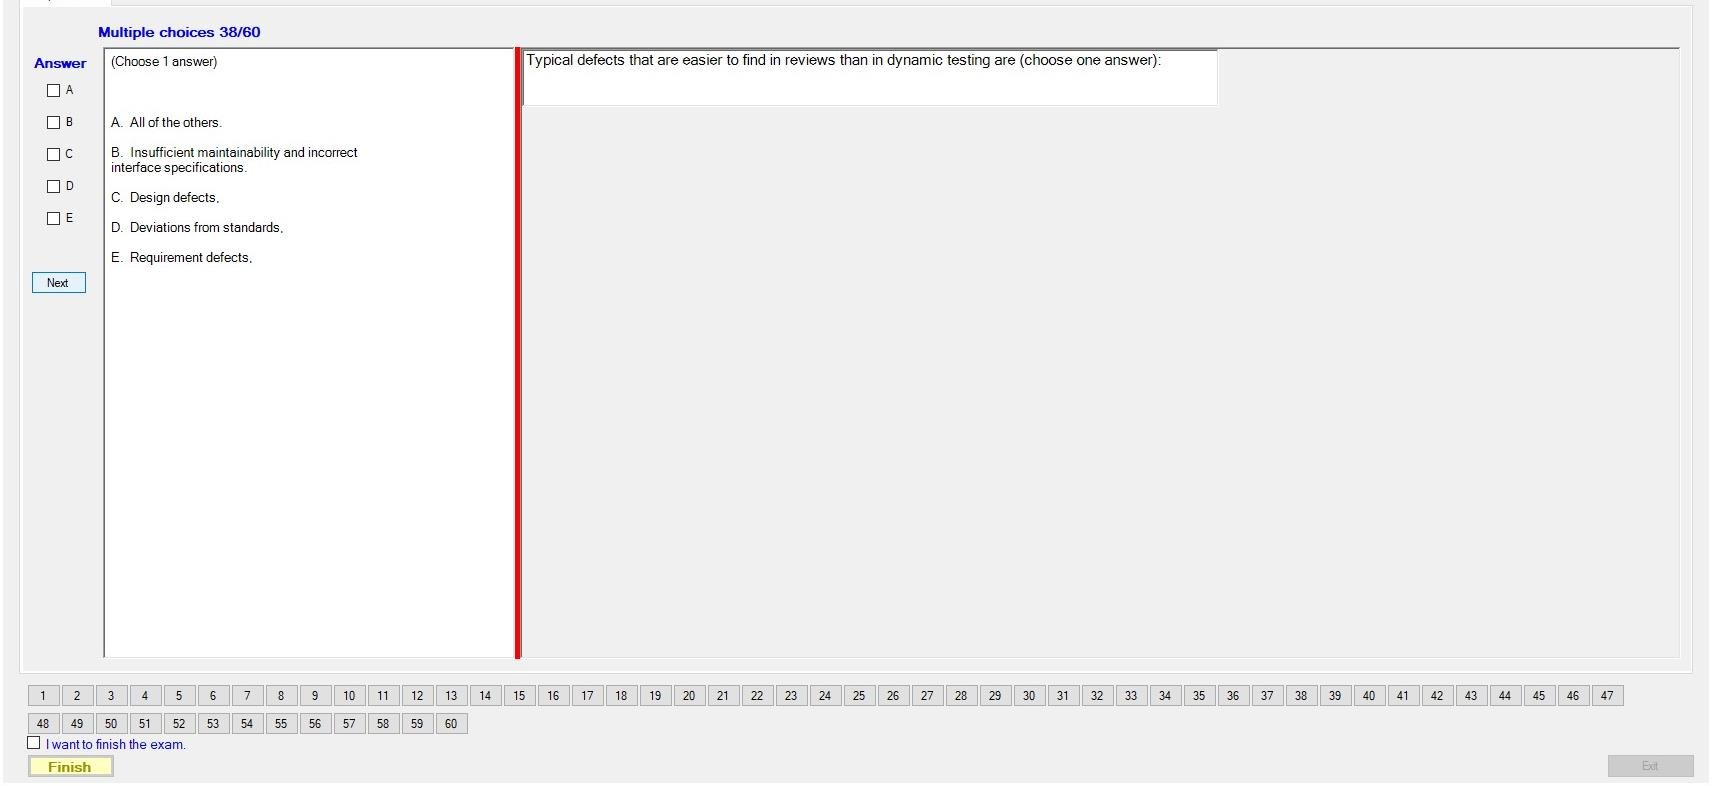 Multiple choices 38/60
Answer
A
B
C
D
E
Next
(Choose 1 answer)
A. All of the others.
B. Insufficient maintainability and incorrect
interface specifications.
C. Design defects,
D. Deviations from standards,
E. Requirement defects,
Typical defects that are easier to find in reviews than in dynamic testing are (choose one answer):
1 2 3 4 5 6 7 8 9 10 11 12 13 14 15 16 17 18 19 20 21 22 23 24 25 26 27 28 29 30 31 32 33 34 35 36 37 38 39 40 41 42 43 44 45 46 47
48 49 50 51 52 53 54 55 56 57 58 59 60
I want to finish the exam.
Finish
Exit